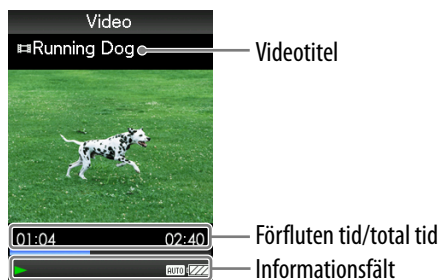 Video
Running Dog
Videotitel
01:04 02:40
Förfluten tid/total tid
AUTO
Informationsfält